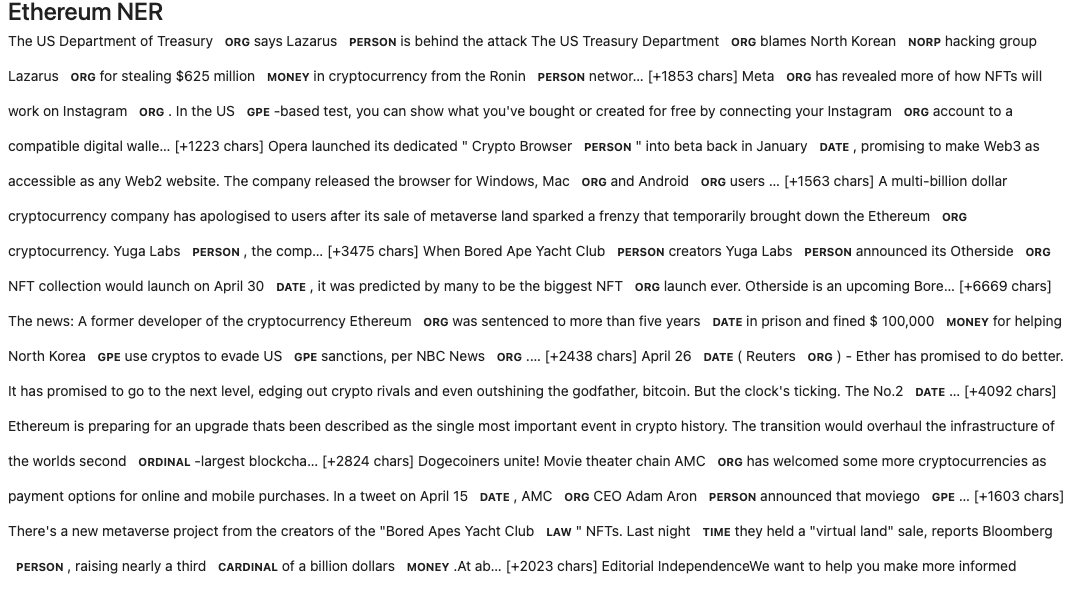 Ethereum NER
The US Department of Treasury ORG says Lazarus PERSON is behind the attack The US Treasury Department ORG blames North Korean NORP hacking group
Lazarus ORG for stealing $625 million MONEY in cryptocurrency from the Ronin PERSON networ... [+1853 chars] Meta ORG has revealed more of how NFTs will
work on Instagram ORG . In the US GPE -based test, you can show what you've bought or created for free by connecting your Instagram ORG account to a
compatible digital walle... [+1223 chars] Opera launched its dedicated " Crypto Browser PERSON " into beta back in January DATE , promising to make Web3 as
accessible as any Web2 website. The company released the browser for Windows, Mac ORG and Android ORG users ... [+1563 chars] A multi-billion dollar
cryptocurrency company has apologised to users after its sale of metaverse land sparked a frenzy that temporarily brought down the Ethereum ORG
cryptocurrency. Yuga Labs PERSON , the comp... [+3475 chars] When Bored Ape Yacht Club PERSON creators Yuga Labs PERSON announced its Otherside ORG
NFT collection would launch on April 30 DATE , it was predicted by many to be the biggest NFT ORG launch ever. Otherside is an upcoming Bore... [+6669 chars]
The news: A former developer of the cryptocurrency Ethereum ORG was sentenced to more than five years DATE in prison and fined $ 100,000 MONEY for helping
North Korea GPE use cryptos to evade US GPE sanctions, per NBC News ORG .... [+2438 chars] April 26 DATE ( Reuters ORG ) - Ether has promised to do better.
It has promised to go to the next level, edging out crypto rivals and even outshining the godfather, bitcoin. But the clock's ticking. The No.2 DATE ... [+4092 chars]
Ethereum is preparing for an upgrade thats been described as the single most important event in crypto history. The transition would overhaul the infrastructure of
the worlds second ORDINAL -largest blockcha... [+2824 chars] Dogecoiners unite! Movie theater chain AMC ORG has welcomed some more cryptocurrencies as
payment options for online and mobile purchases. In a tweet on April 15 DATE , AMC ORG CEO Adam Aron PERSON announced that moviego GPE ... [+1603 chars]
There's a new metaverse project from the creators of the "Bored Apes Yacht Club LAW " NFTs. Last night TIME they held a "virtual land" sale, reports Bloomberg
PERSON , raising nearly a third CARDINAL of a billion dollars MONEY .At ab... [+2023 chars] Editorial IndependenceWe want to help you make more informed